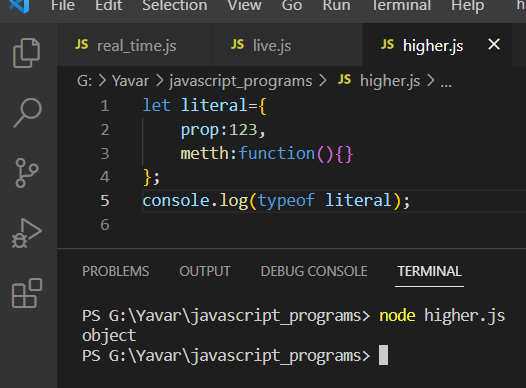 Edit Selection View Go Run Terminal Help
JS real_time.js JS live.js JS higher.js ×
G: > Yavar > javascript_programs > JS higher.js > ...
1 let literal={
2 prop:123,
3 metth:function(){}
4 };
5 console.log(typeof literal);
6
PROBLEMS OUTPUT DEBUG CONSOLE TERMINAL
PS G:\Yavar\javascript_programs> node higher.js
object
PS G:\Yavar\javascript_programs>